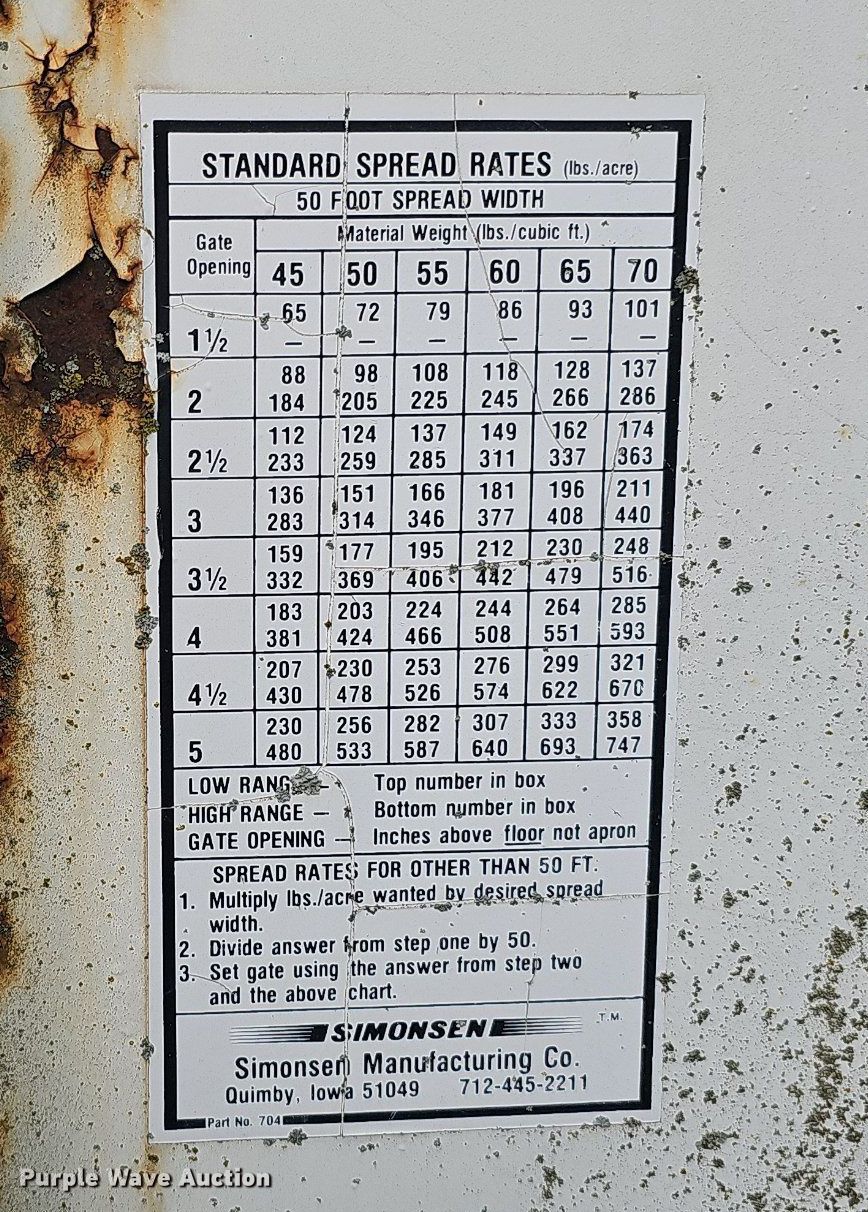 STANDARD SPREAD RATES (lbs./acre)
50 FOOT SPREAD WIDTH
Gate Opening
Material Weight (lbs./cubic ft.)
45 50 55 60 65 70
1½ 65 72 79 86 93 101
— — — — — —
2 88 98 108 118 128 137
184 205 225 245 266 286
2½ 112 124 137 149 162 174
233 259 285 311 337 363
3 136 151 166 181 196 211
283 314 346 377 408 440
3½ 159 177 195 212 230 248
332 369 406 442 479 516
4 183 203 224 244 264 285
381 424 466 508 551 593
4½ 207 230 253 276 299 321
430 478 526 574 622 670
5 230 256 282 307 333 358
480 533 587 640 693 747
LOW RANGE — Top number in box
HIGH RANGE — Bottom number in box
GATE OPENING — Inches above floor not apron
SPREAD RATES FOR OTHER THAN 50 FT.
1. Multiply lbs./acre wanted by desired spread
width.
2. Divide answer from step one by 50.
3. Set gate using the answer from step two
and the above chart.
SIMONSEN T.M.
Simonsen Manufacturing Co.
Quimby, Iowa 51049 712-445-2211
Part No. 704
Purple Wave Auction